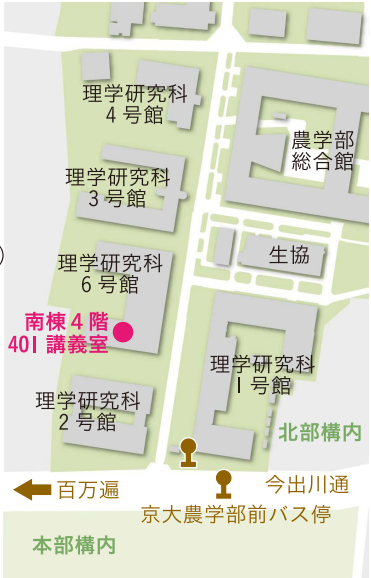 理学研究科
4号館
農学部
総合館
理学研究科
3号館
)
生協
理学研究科
6号館
南棟4階
401講義室
理学研究科
1号館
理学研究科
2号館
北部構内
百万遍
今出川通
京大農学部前バス停
本部構内